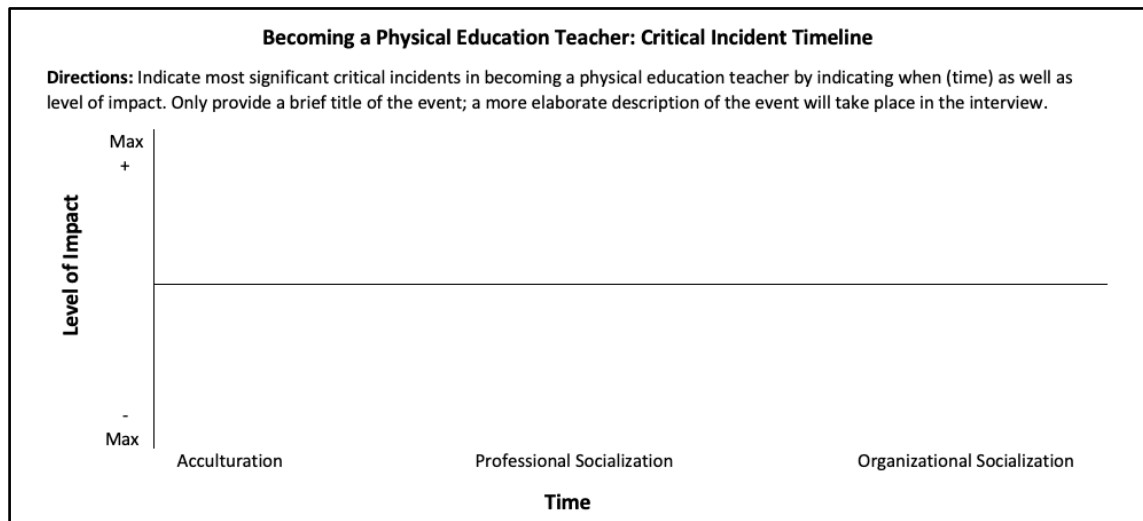 Becoming a Physical Education Teacher: Critical Incident Timeline
Directions: Indicate most significant critical incidents in becoming a physical education teacher by indicating when (time) as well as
level of impact. Only provide a brief title of the event; a more elaborate description of the event will take place in the interview.
Max
+
Level of Impact
-
Max
Acculturation Professional Socialization Organizational Socialization
Time